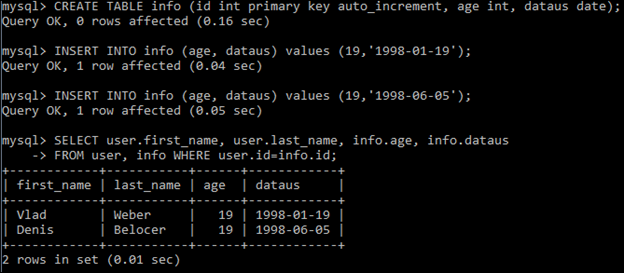 mysql> CREATE TABLE info (id int primary key auto_increment, age int, dataus date);
Query OK, 0 rows affected (0.16 sec)
mysql> INSERT INTO info (age, dataus) values (19,'1998-01-19');
Query OK, 1 row affected (0.04 sec)
mysql> INSERT INTO info (age, dataus) values (19,'1998-06-05');
Query OK, 1 row affected (0.05 sec)
mysql> SELECT user.first_name, user.last_name, info.age, info.dataus
    -> FROM user, info WHERE user.id=info.id;
+------------+-----------+------+------------+
| first_name | last_name | age  | dataus     |
+------------+-----------+------+------------+
| Vlad       | Weber     |   19 | 1998-01-19 |
| Denis      | Belocer   |   19 | 1998-06-05 |
+------------+-----------+------+------------+
2 rows in set (0.01 sec)